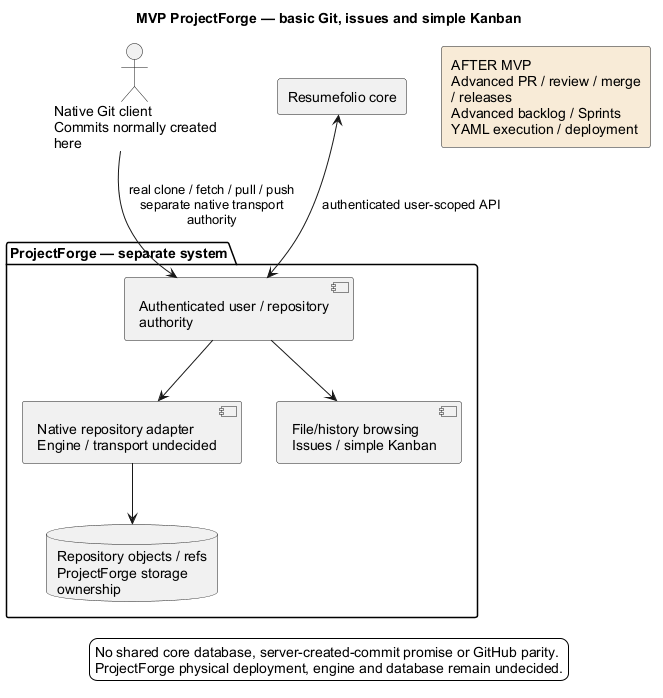 MVP ProjectForge — basic Git, issues and simple Kanban
Native Git client
Commits normally created
here
Resumefolio core
AFTER MVP
Advanced PR / review / merge
/ releases
Advanced backlog / Sprints
YAML execution / deployment
real clone / fetch / pull / push
separate native transport
authority
authenticated user-scoped API
ProjectForge — separate system
Authenticated user / repository
authority
Native repository adapter
Engine / transport undecided
File/history browsing
Issues / simple Kanban
Repository objects / refs
ProjectForge storage
ownership
No shared core database, server-created-commit promise or GitHub parity.
ProjectForge physical deployment, engine and database remain undecided.